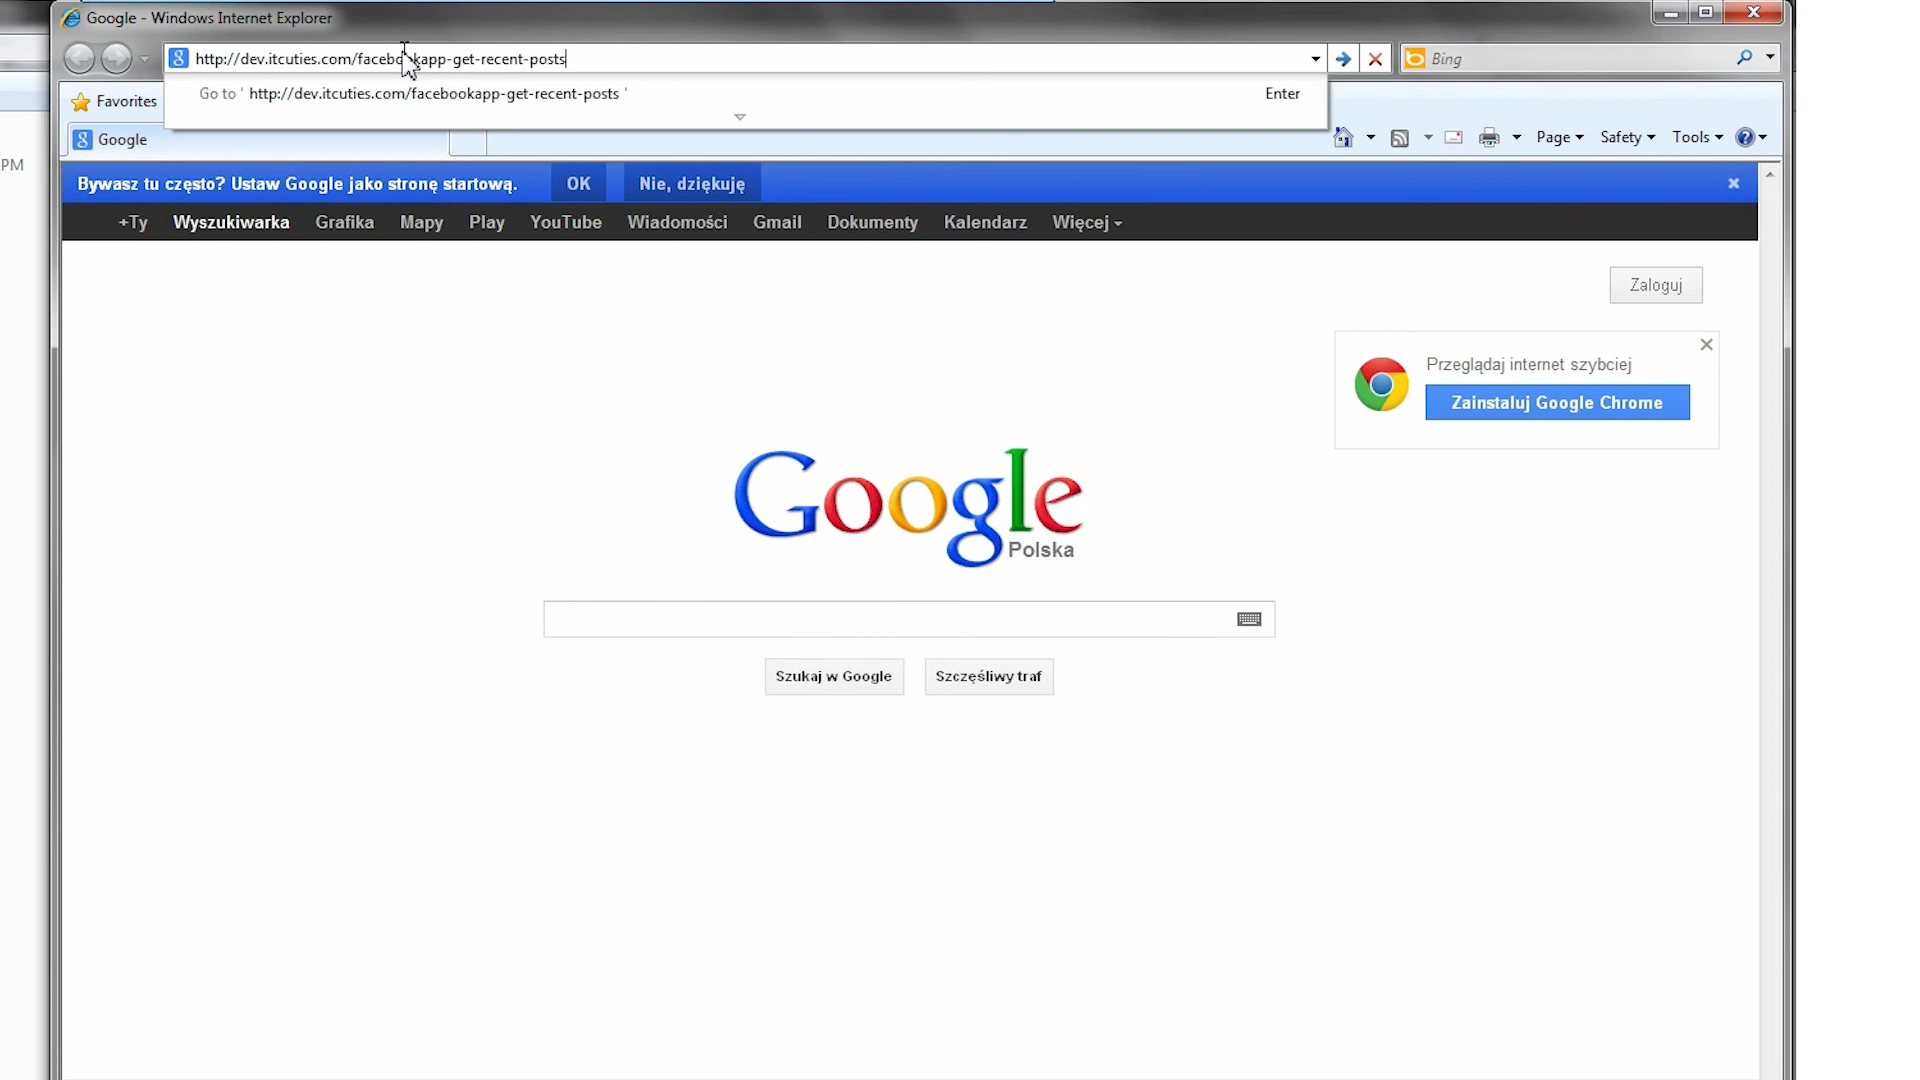 Google - Windows Internet Explorer
http://dev.itcuties.com/facebookapp-get-recent-posts
Bing
Go to ' http://dev.itcuties.com/facebookapp-get-recent-posts '
Enter
Favorites
Google
Page
Safety
Tools
PM
Bywasz tu często? Ustaw Google jako stronę startową.
OK
Nie, dziękuję
+Ty Wyszukiwarka Grafika Mapy Play YouTube Wiadomości Gmail Dokumenty Kalendarz Więcej
Zaloguj
Przeglądaj internet szybciej
Zainstaluj Google Chrome
Google
Polska
Szukaj w Google
Szczęśliwy traf